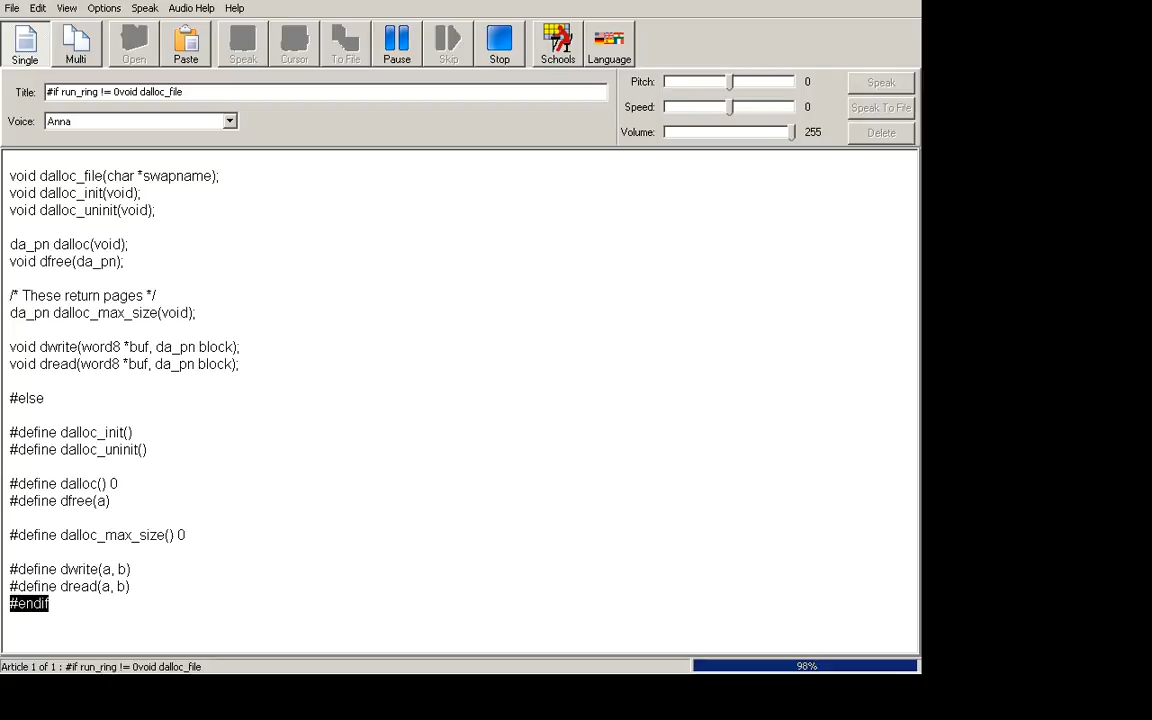 File Edit View Options Speak Audio Help Help
Single Multi Open Paste Speak Cursor To File Pause Skip Stop Schools Language
Title: #if run_ring != 0void dalloc_file
Voice: Anna
Pitch: 0 Speak
Speed: 0 Speak To File
Volume: 255 Delete
void dalloc_file(char *swapname);
void dalloc_init(void);
void dalloc_uninit(void);
da_pn dalloc(void);
void dfree(da_pn);
/* These return pages */
da_pn dalloc_max_size(void);
void dwrite(word8 *buf, da_pn block);
void dread(word8 *buf, da_pn block);
#else
#define dalloc_init()
#define dalloc_uninit()
#define dalloc() 0
#define dfree(a)
#define dalloc_max_size() 0
#define dwrite(a, b)
#define dread(a, b)
#endif
Article 1 of 1 : #if run_ring != 0void dalloc_file 98%